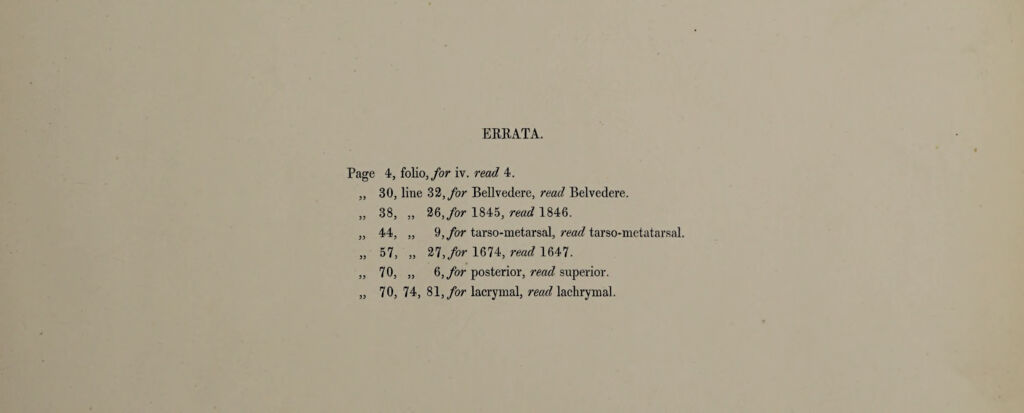 ERRATA.
Page 4, folio, for iv. read 4.
„ 30, line 32, for Bellvedere, read Belvedere.
„ 38, „ 26, for 1845, read 1846.
„ 44, „ 9, for tarso-metarsal, read tarso-metatarsal.
„ 57, „ 27, for 1674, read 1647.
„ 70, „ 6, for posterior, read superior.
„ 70, 74, 81, for lacrymal, read lachrymal.